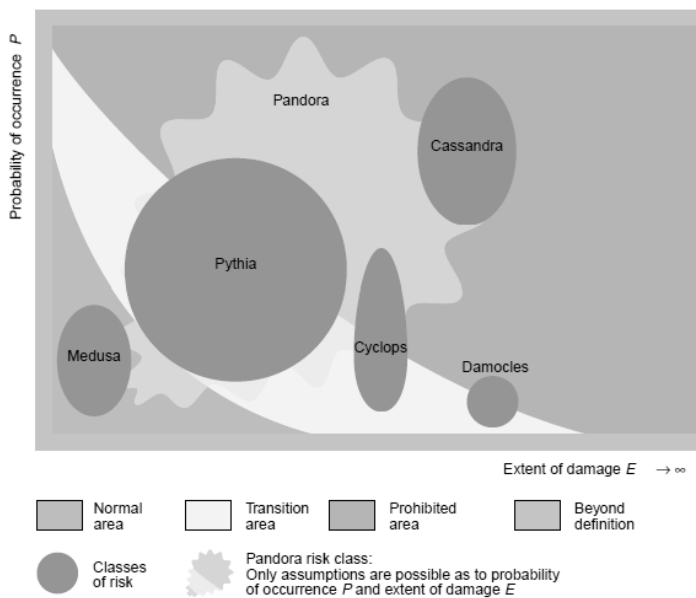 Probability of occurrence P
Pandora
Cassandra
Pythia
Medusa
Cyclops
Damocles
Extent of damage E → ∞
Normal
area
Transition
area
Prohibited
area
Beyond
definition
Classes
of risk
Pandora risk class:
Only assumptions are possible as to probability
of occurrence P and extent of damage E